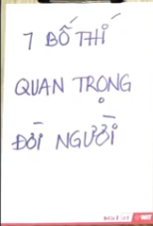 7 BỐ THÍ
QUAN TRỌNG
ĐỜI NGƯỜI